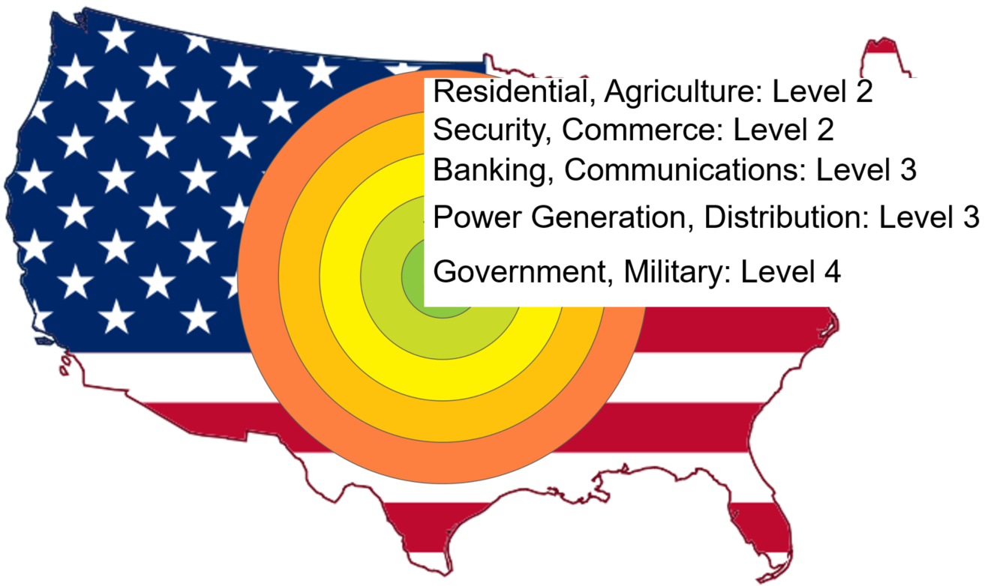 Residential, Agriculture: Level 2
Security, Commerce: Level 2
Banking, Communications: Level 3
Power Generation, Distribution: Level 3
Government, Military: Level 4